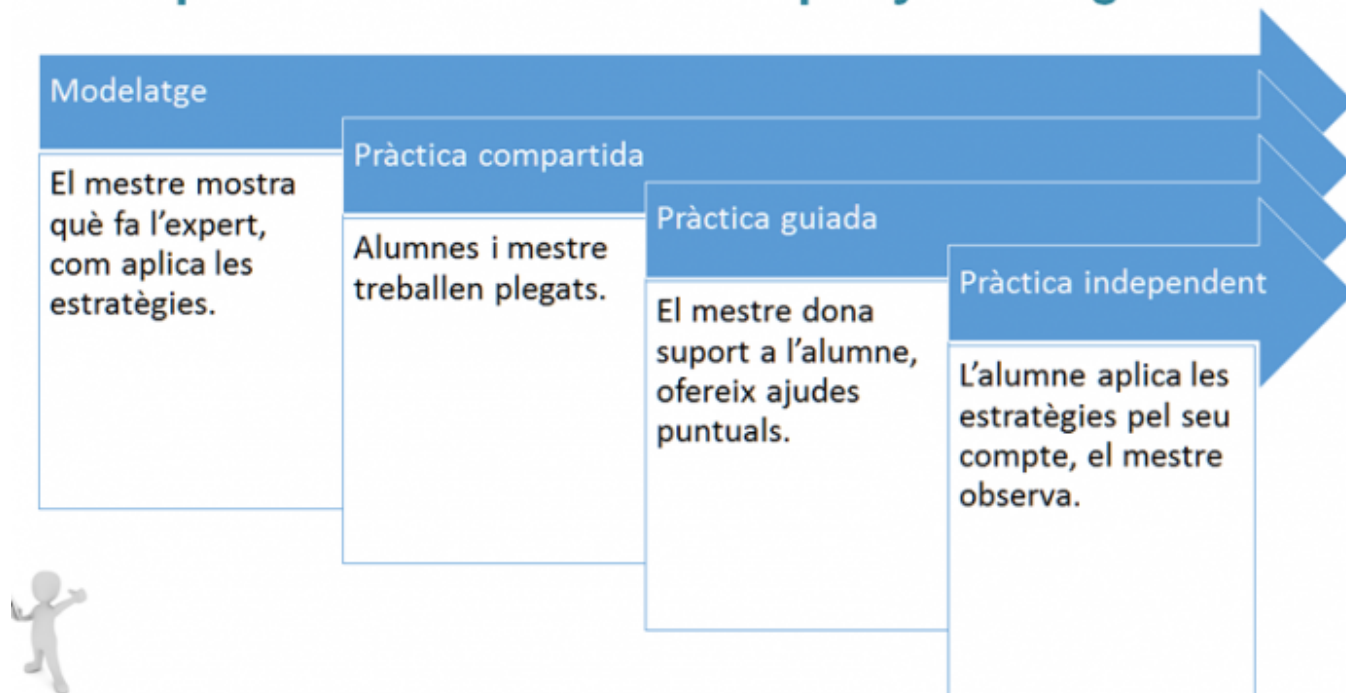 Modelatge
El mestre mostra
què fa l’expert,
com aplica les
estratègies.
Pràctica compartida
Alumnes i mestre
treballen plegats.
Pràctica guiada
El mestre dona
suport a l’alumne,
ofereix ajudes
puntuals.
Pràctica independent
L’alumne aplica les
estratègies pel seu
compte, el mestre
observa.